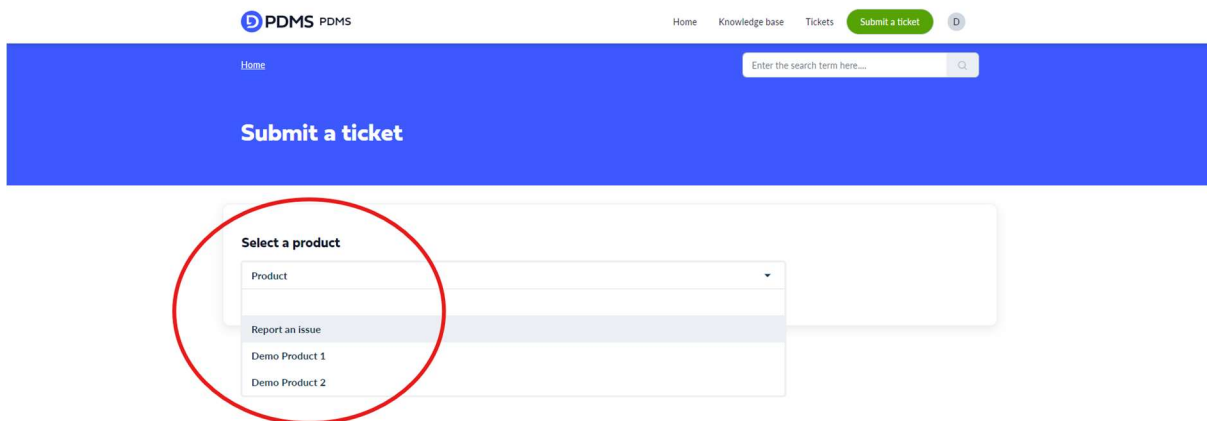 PDMS PDMS Home Knowledge base Tickets Submit a ticket D
Home Enter the search term here....
Submit a ticket
Select a product
Product
Report an issue
Demo Product 1
Demo Product 2